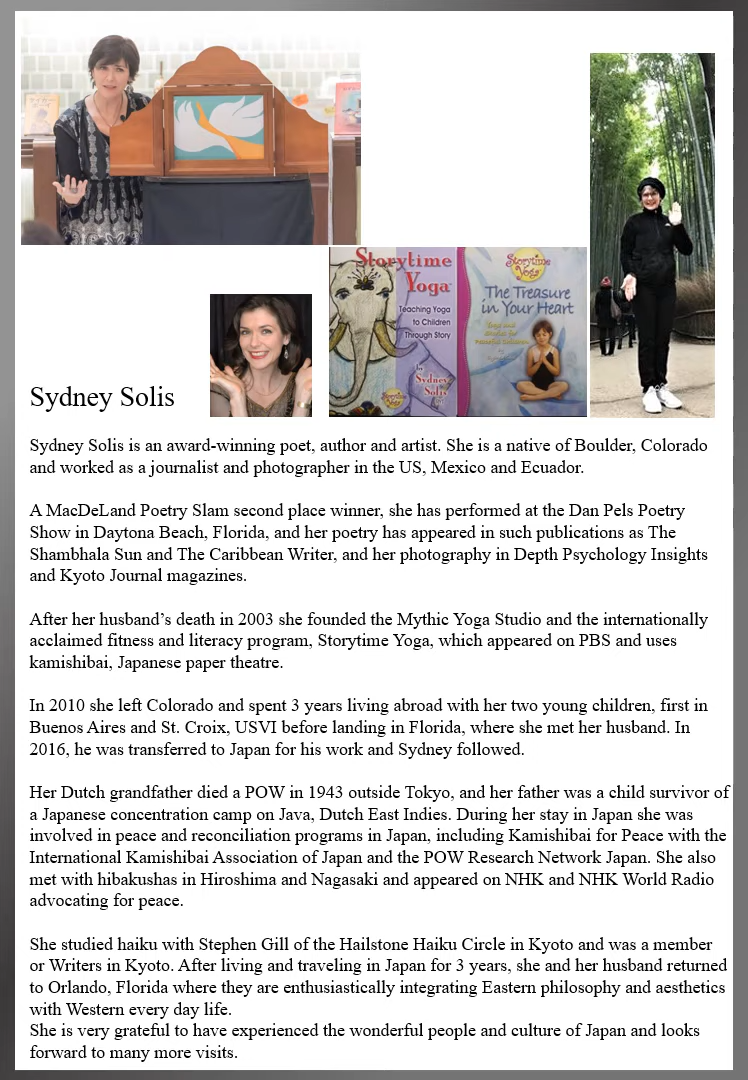 Storytime
Yoga
Teaching Yoga
to Children
Through Story
by
Sydney
Solis
Storytime
Yoga
The Treasure
in Your Heart
Sydney Solis
Sydney Solis is an award-winning poet, author and artist. She is a native of Boulder, Colorado
and worked as a journalist and photographer in the US, Mexico and Ecuador.
A MacDeLand Poetry Slam second place winner, she has performed at the Dan Pels Poetry
Show in Daytona Beach, Florida, and her poetry has appeared in such publications as The
Shambhala Sun and The Caribbean Writer, and her photography in Depth Psychology Insights
and Kyoto Journal magazines.
After her husband’s death in 2003 she founded the Mythic Yoga Studio and the internationally
acclaimed fitness and literacy program, Storytime Yoga, which appeared on PBS and uses
kamishibai, Japanese paper theatre.
In 2010 she left Colorado and spent 3 years living abroad with her two young children, first in
Buenos Aires and St. Croix, USVI before landing in Florida, where she met her husband. In
2016, he was transferred to Japan for his work and Sydney followed.
Her Dutch grandfather died a POW in 1943 outside Tokyo, and her father was a child survivor of
a Japanese concentration camp on Java, Dutch East Indies. During her stay in Japan she was
involved in peace and reconciliation programs in Japan, including Kamishibai for Peace with the
International Kamishibai Association of Japan and the POW Research Network Japan. She also
met with hibakushas in Hiroshima and Nagasaki and appeared on NHK and NHK World Radio
advocating for peace.
She studied haiku with Stephen Gill of the Hailstone Haiku Circle in Kyoto and was a member
or Writers in Kyoto. After living and traveling in Japan for 3 years, she and her husband returned
to Orlando, Florida where they are enthusiastically integrating Eastern philosophy and aesthetics
with Western every day life.
She is very grateful to have experienced the wonderful people and culture of Japan and looks
forward to many more visits.